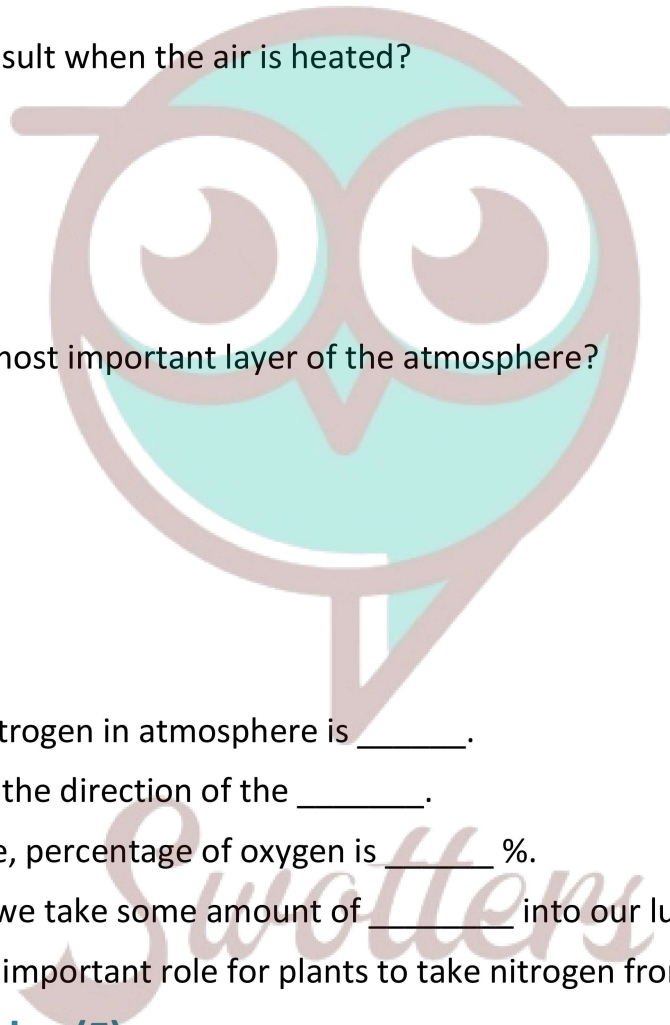 sult when the air is heated?
most important layer of the atmosphere?
trogen in atmosphere is ______.
the direction of the _______.
e, percentage of oxygen is ______ %.
we take some amount of ________ into our lu
important role for plants to take nitrogen fro
Swotters